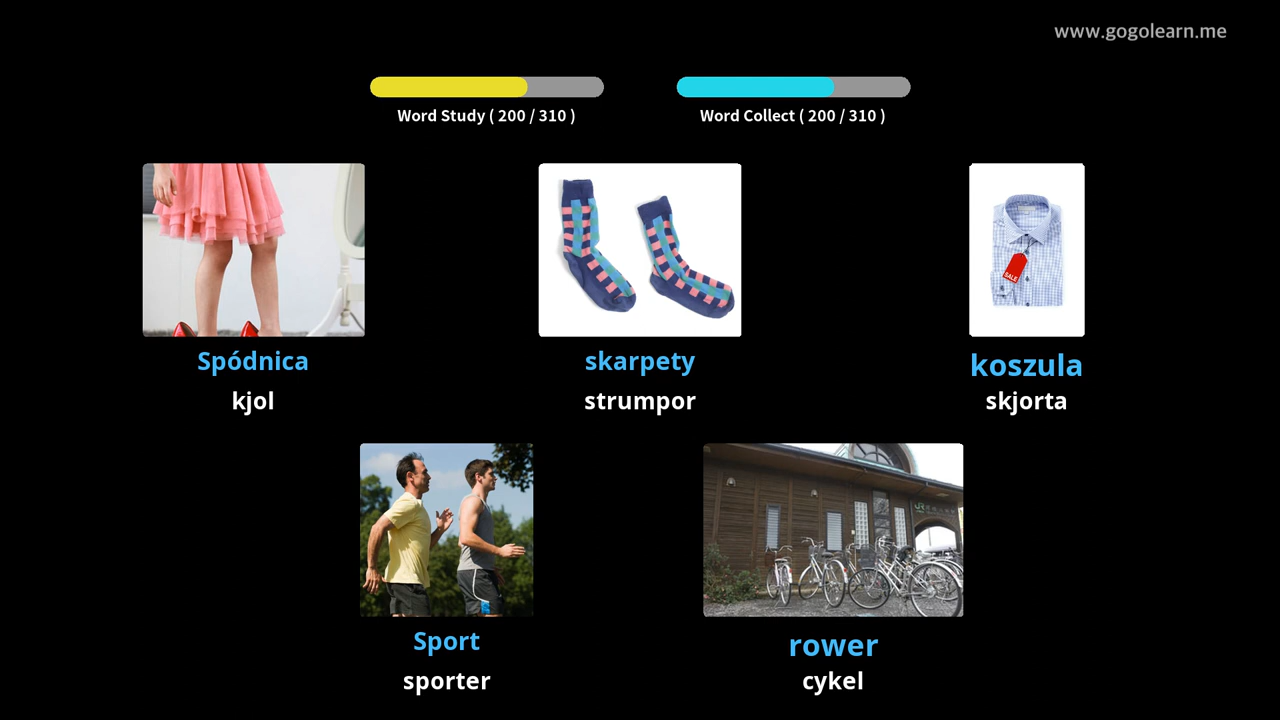 www.gogolearn.me
Word Study ( 200 / 310 )
Word Collect ( 200 / 310 )
SALE
Spódnica
skarpety
koszula
kjol
strumpor
skjorta
Sport
rower
sporter
cykel